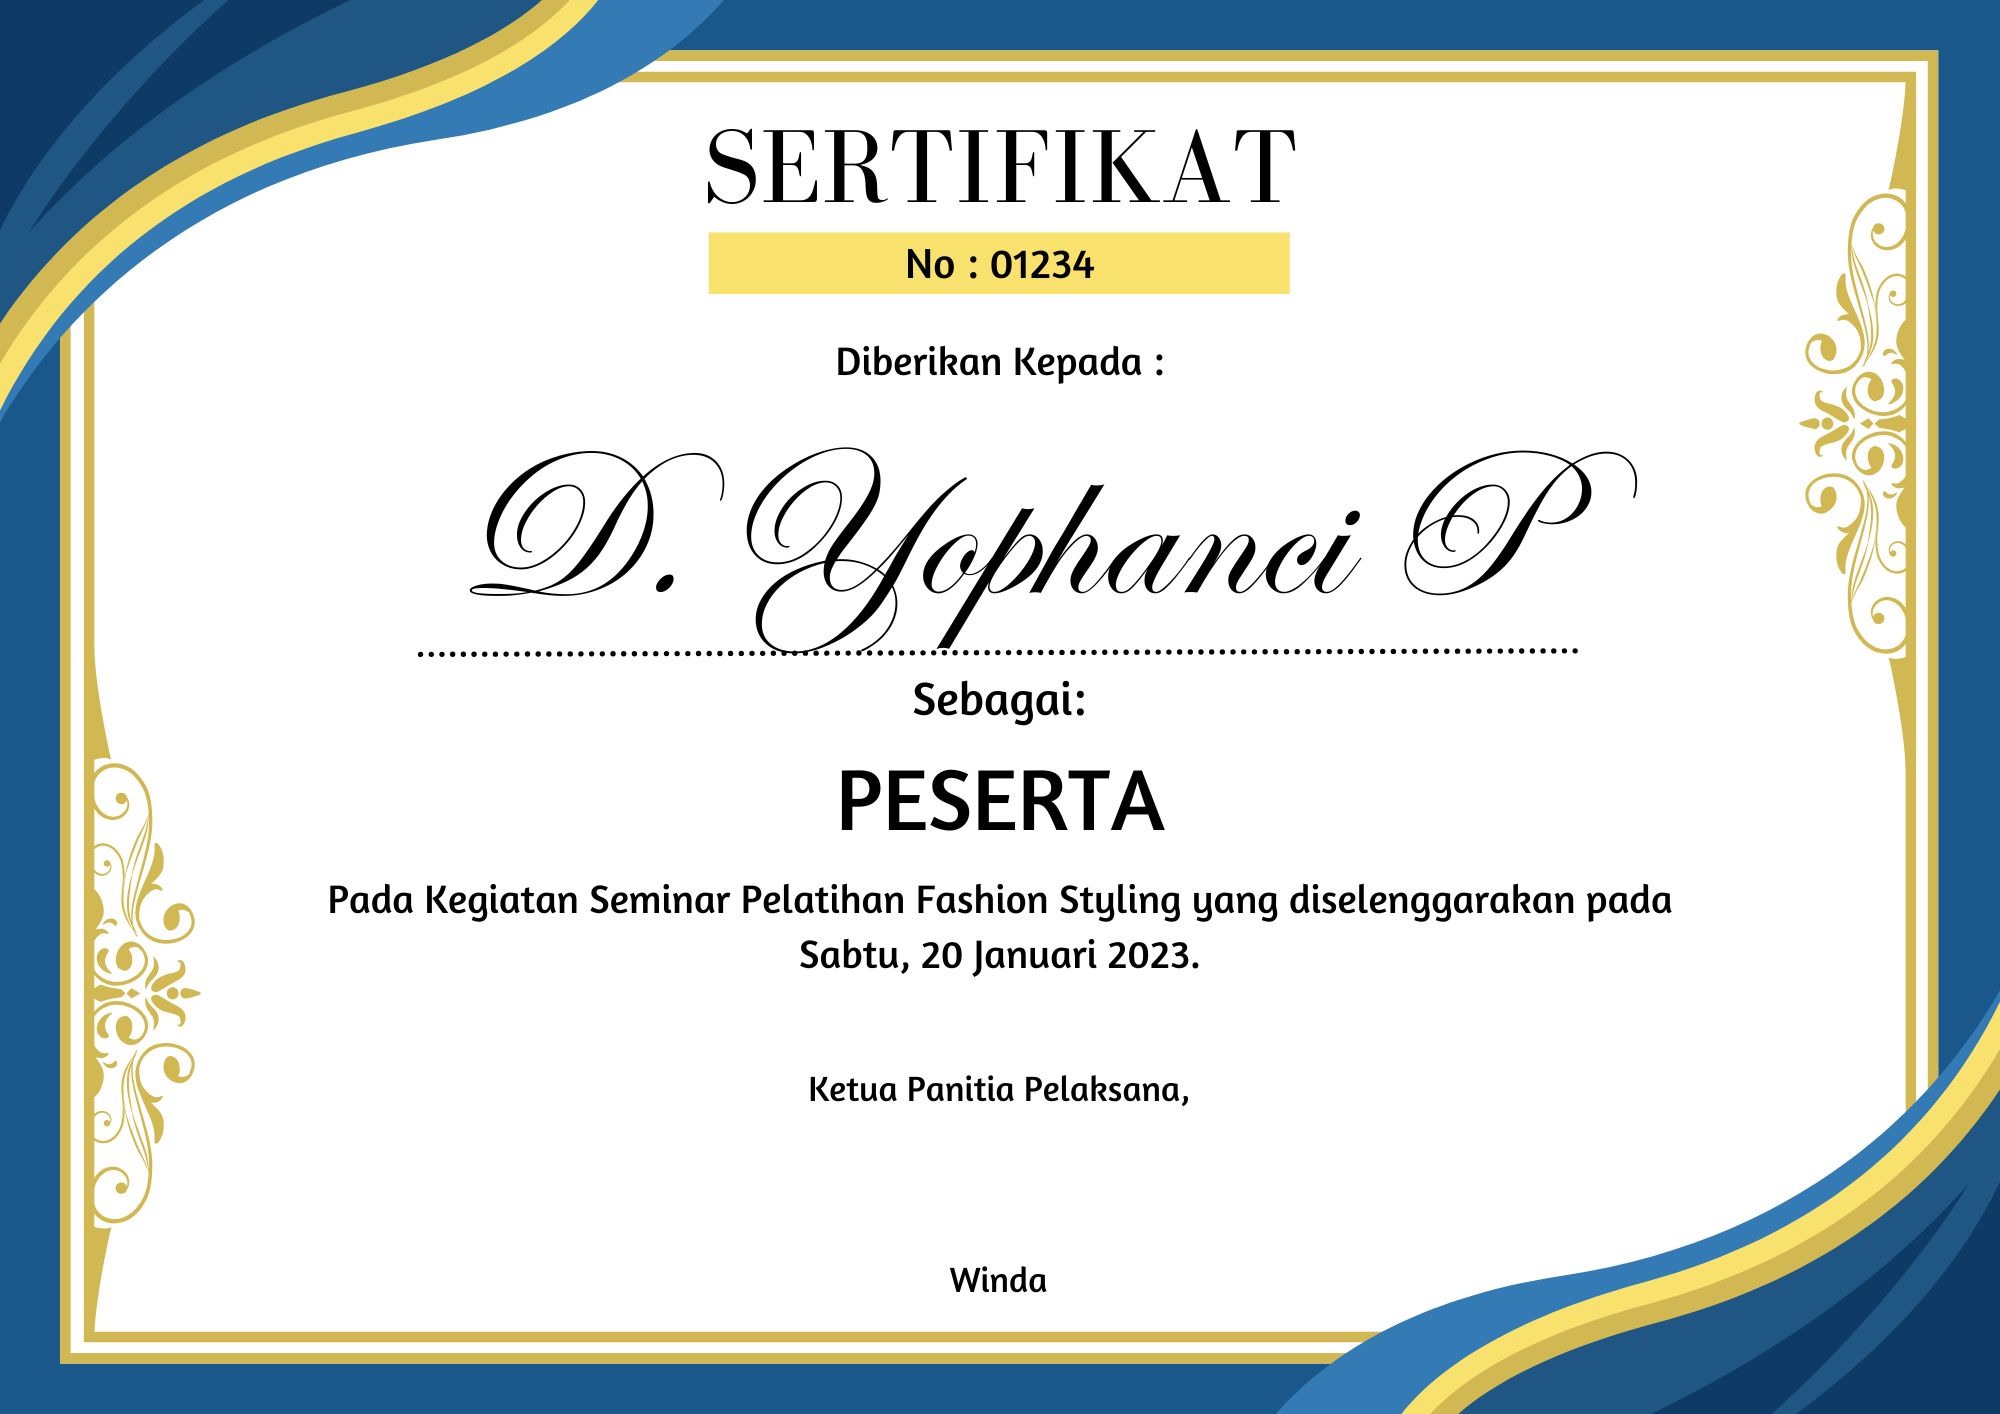 SERTIFIKAT
No : 01234
Diberikan Kepada :
D. Yophanci P
Sebagai:
PESERTA
Pada Kegiatan Seminar Pelatihan Fashion Styling yang diselenggarakan pada
Sabtu, 20 Januari 2023.
Ketua Panitia Pelaksana,
Winda